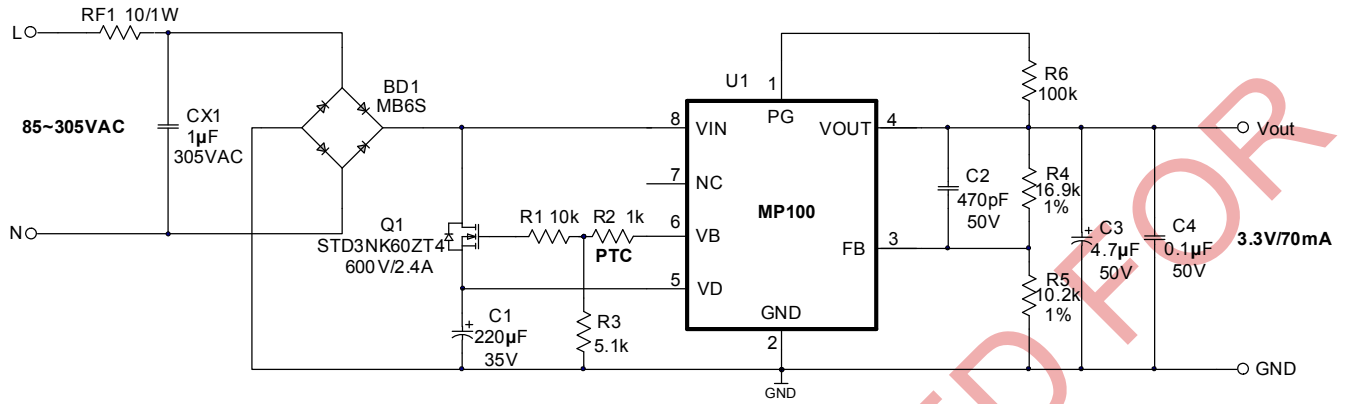 RF1 10/1W
L
85~305VAC
CX1
1µF
305VAC
N
BD1
MB6S
Q1
STD3NK60ZT4
600V/2.4A
R1 10k
R2 1k
PTC
C1
220µF
35V
R3
5.1k
U1
1
PG
8
VIN
7
NC
6
VB
5
VD
MP100
VOUT
4
FB
3
GND
2
GND
R6
100k
C2
470pF
50V
R4
16.9k
1%
R5
10.2k
1%
C3
4.7µF
50V
C4
0.1µF
50V
Vout
3.3V/70mA
GND
D FOR